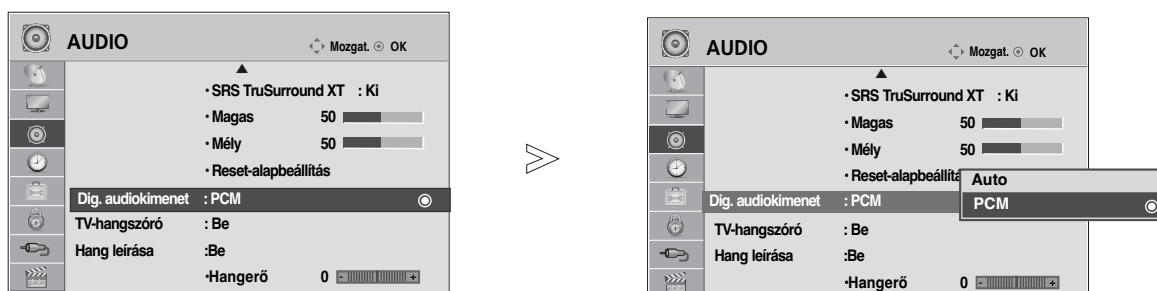 AUDIO
Mozgat. OK
• SRS TruSurround XT : Ki
• Magas 50
• Mély 50
• Reset-alapbeállítás
Dig. audiokimenet : PCM
TV-hangszóró : Be
Hang leírása :Be
•Hangerő 0 - +
AUDIO
Mozgat. OK
• SRS TruSurround XT : Ki
• Magas 50
• Mély 50
• Reset-alapbeállítá
Auto
Dig. audiokimenet : PCM
PCM
TV-hangszóró : Be
Hang leírása :Be
•Hangerő 0 - +